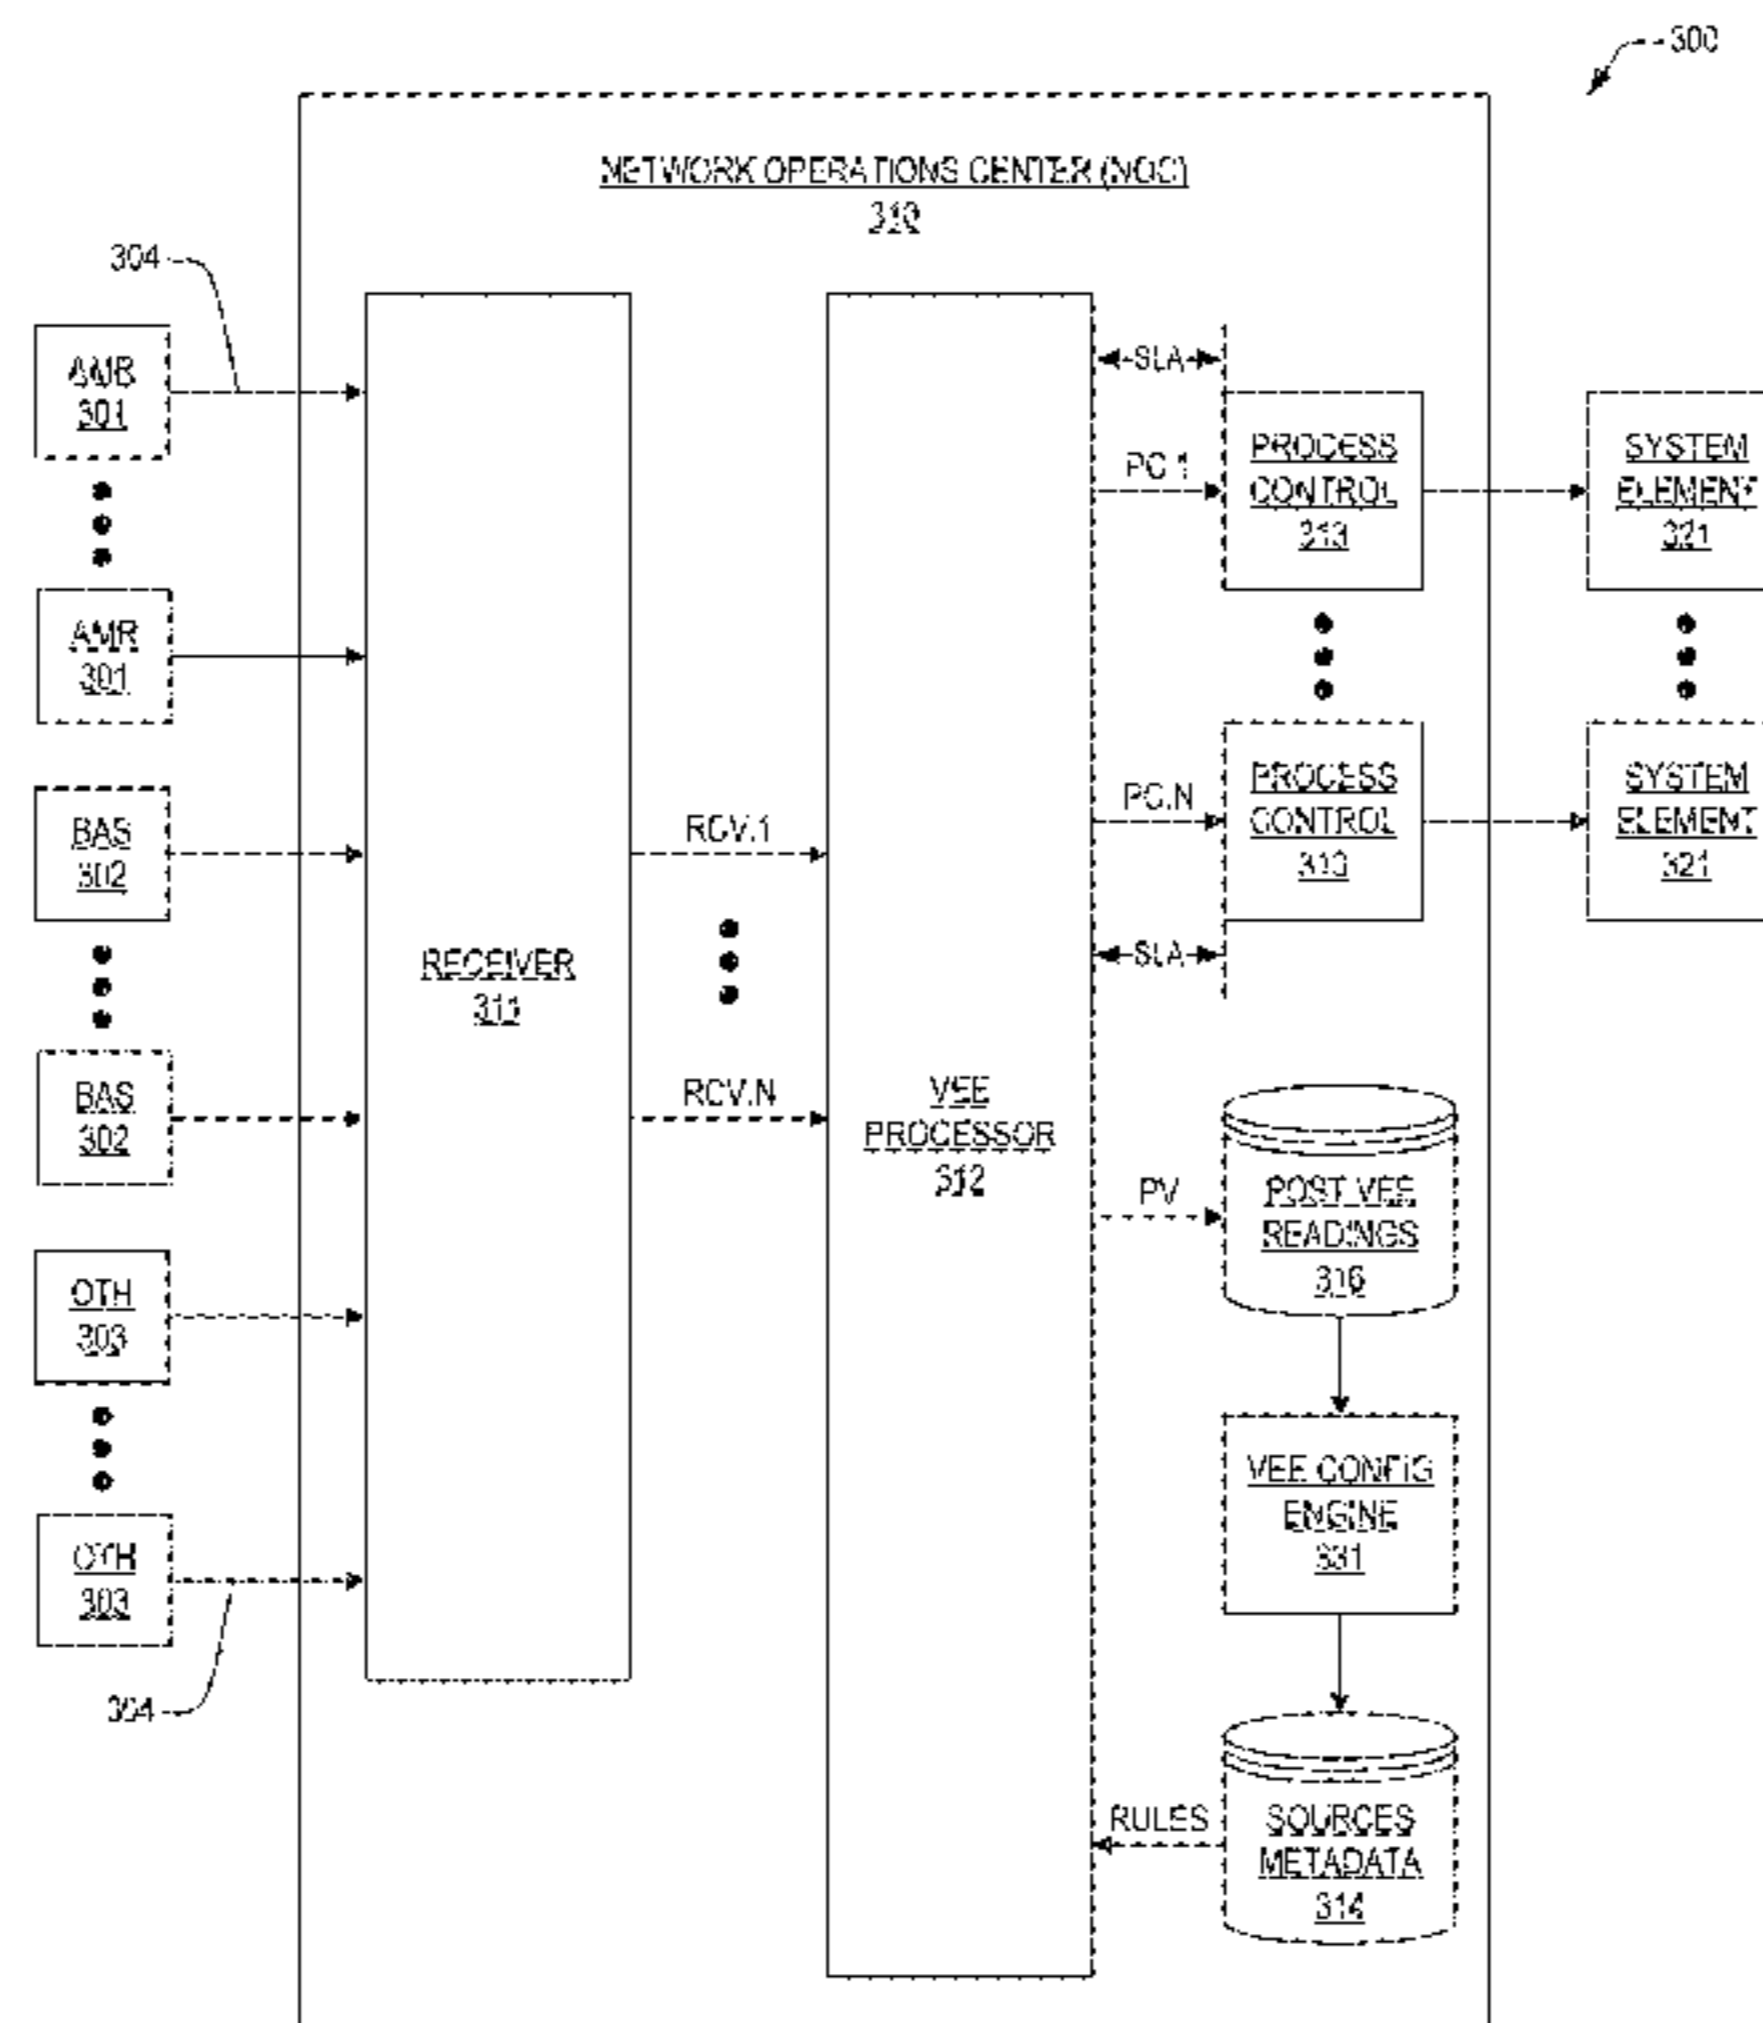 300
NETWORK OPERATIONS CENTER (NOC)
310
304
AMR
301
AMR
301
BAS
302
BAS
302
OTH
303
OTH
303
304
RECEIVER
311
RCV.1
RCV.N
VEE
PROCESSOR
312
SLA
PC.1
PC.N
SLA
PV
RULES
PROCESS
CONTROL
313
PROCESS
CONTROL
313
SYSTEM
ELEMENT
321
SYSTEM
ELEMENT
321
POST VEE
READINGS
316
VEE CONFIG
ENGINE
331
SOURCES
METADATA
314